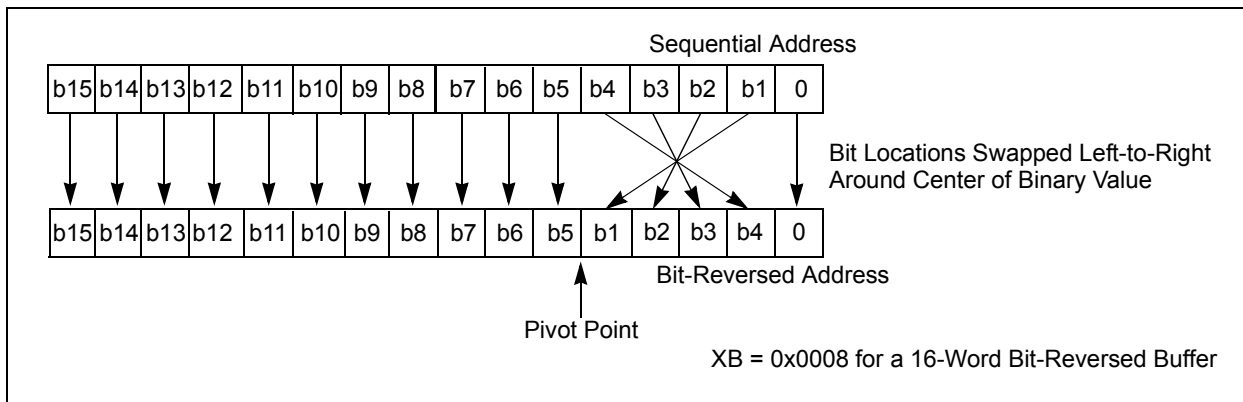 Sequential Address
b15 b14 b13 b12 b11 b10 b9 b8 b7 b6 b5 b4 b3 b2 b1 0
Bit Locations Swapped Left-to-Right
Around Center of Binary Value
b15 b14 b13 b12 b11 b10 b9 b8 b7 b6 b5 b1 b2 b3 b4 0
Bit-Reversed Address
Pivot Point
XB = 0x0008 for a 16-Word Bit-Reversed Buffer